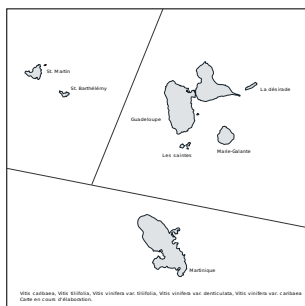 St. Martin
St. Barthélémy
La désirade
Guadeloupe
Marie-Galante
Les saintes
Martinique
Vitis caribaea, Vitis tiliifolia, Vitis vinifera var. tiliifolia, Vitis vinifera var. denticulata, Vitis vinifera var. caribaea
Carte en cours d'élaboration.